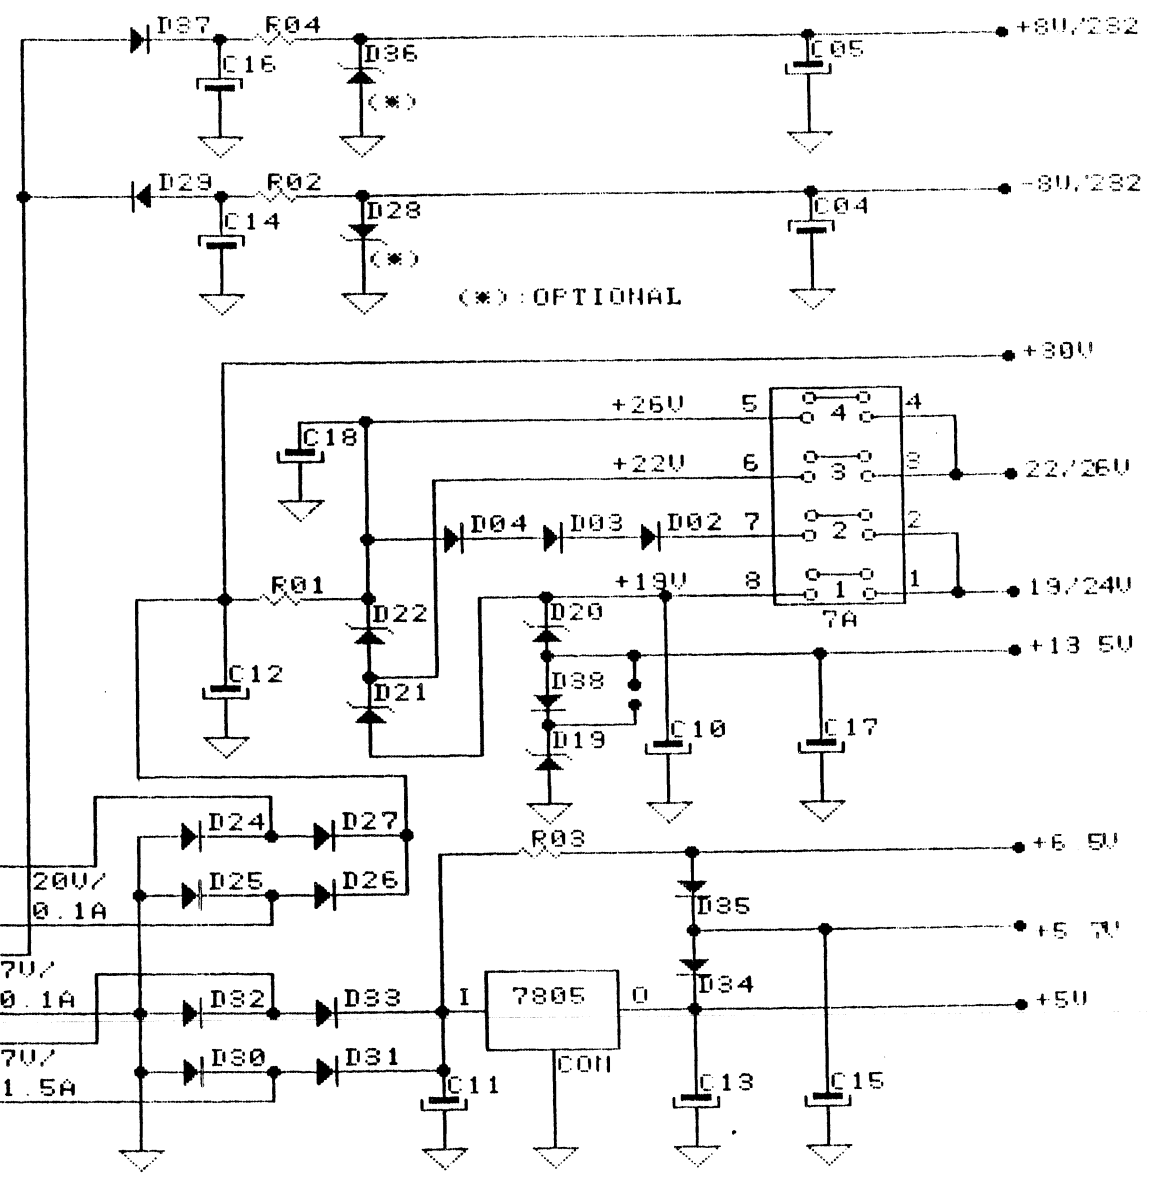 D37 R04 +8V/232
D36 C05
C16
(*)
D29 R02 -8V/232
D28 C04
C14
(*)
(*):OPTIONAL
+30V
+26V 5 4 4
C18
+22V 6 3 3 22/26V
D04 D03 D02 7 2 2
R01 +19V 8 1 1 19/24V
D22 D20 7A
+13 5V
C12 D21 D38
D19 C10 C17
D24 D27
R03 +6 5V
20V/ D25 D26
0.1A D35
+5 7V
7V/
0.1A D32 D33 I 7805 O D34
+5V
7V/ D30 D31 COM
1.5A C11 C13 C15